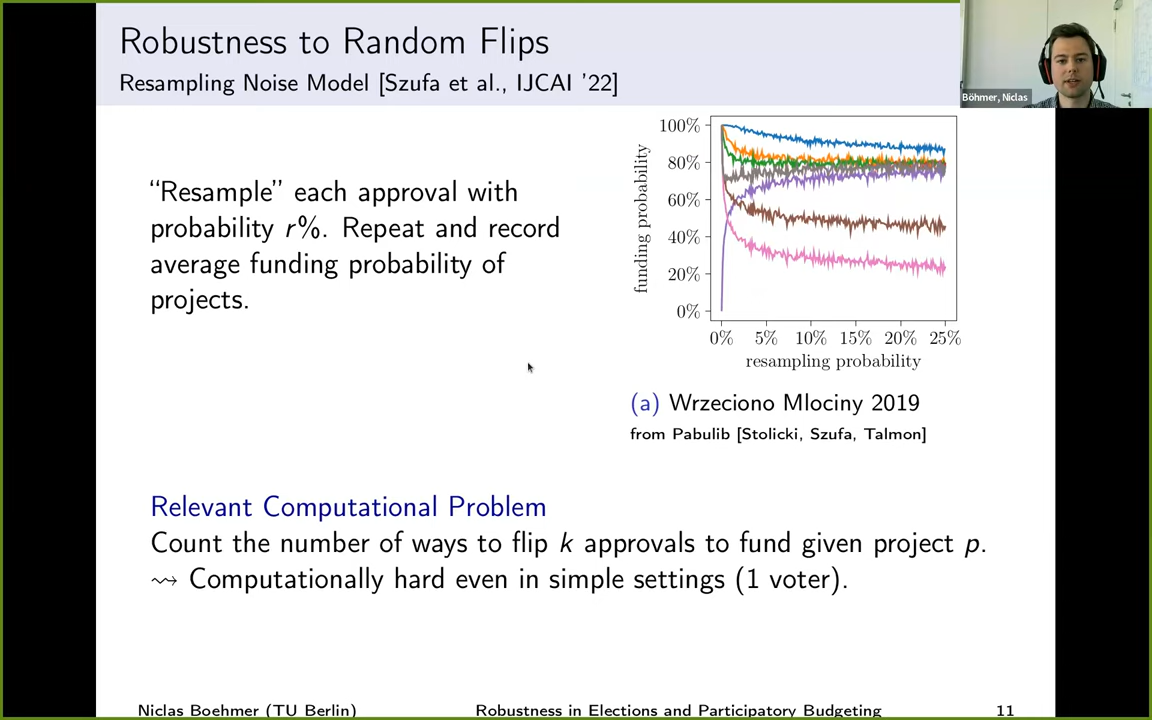 Robustness to Random Flips
Resampling Noise Model [Szufa et al., IJCAI ’22]
Böhmer, Niclas
“Resample” each approval with
probability r%. Repeat and record
average funding probability of
projects.
funding probability
100%
80%
60%
40%
20%
0%
0% 5% 10% 15% 20% 25%
resampling probability
(a) Wrzeciono Mlociny 2019
from Pabulib [Stolicki, Szufa, Talmon]
Relevant Computational Problem
Count the number of ways to flip k approvals to fund given project p.
⇝ Computationally hard even in simple settings (1 voter).
Niclas Boehmer (TU Berlin) Robustness in Elections and Participatory Budgeting 11